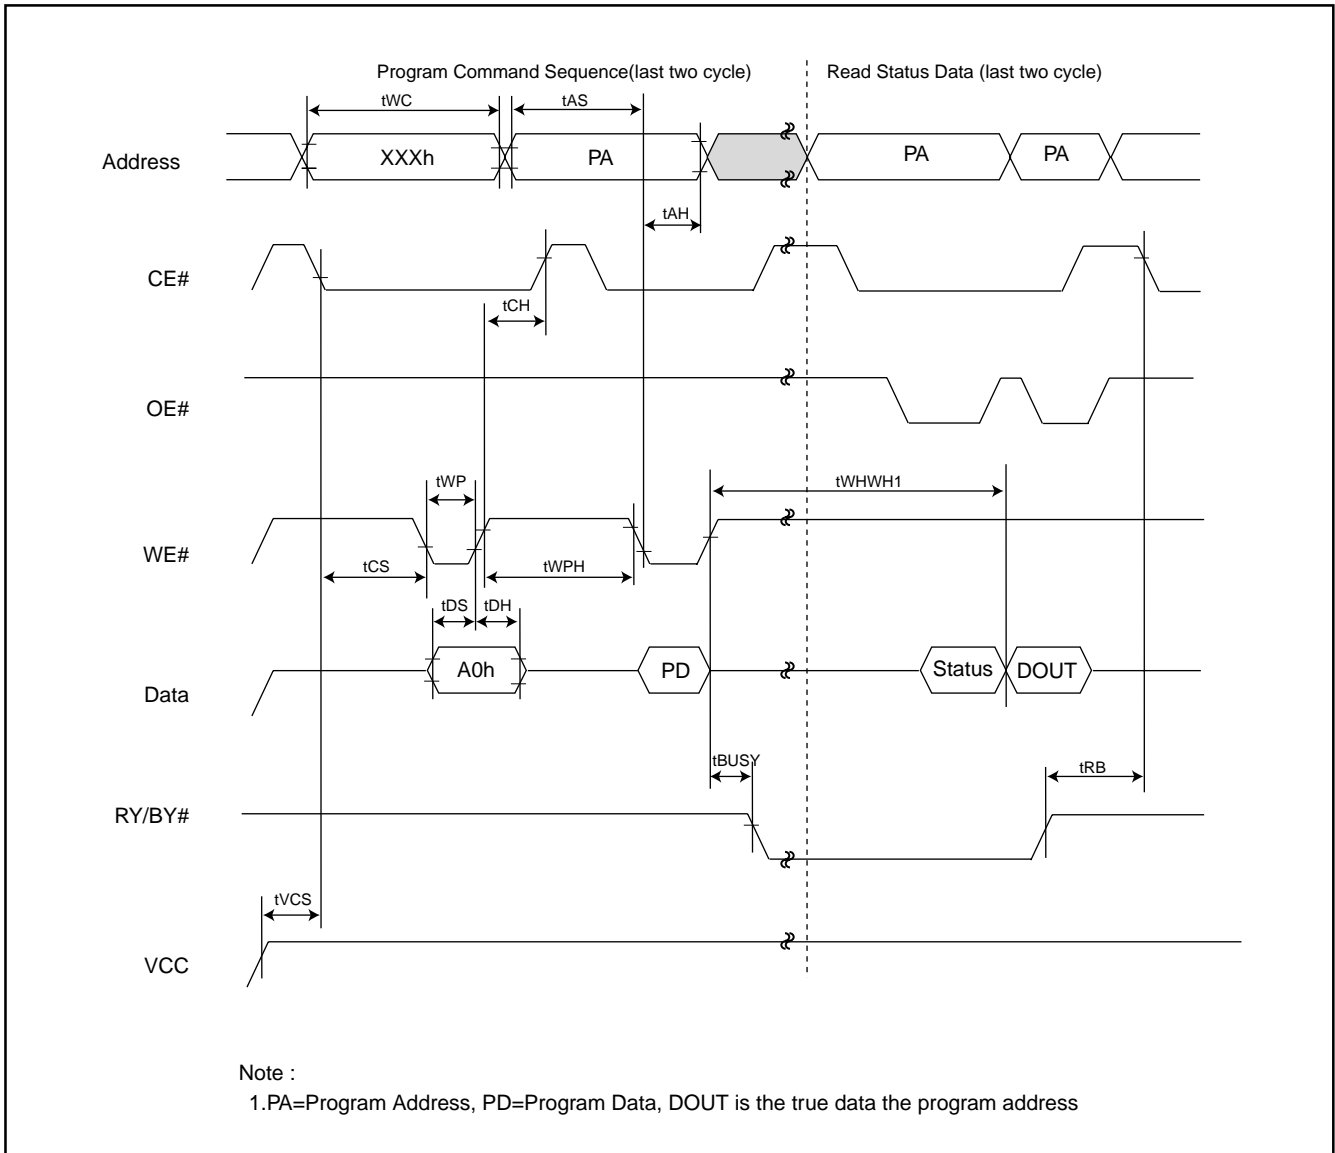 Program Command Sequence(last two cycle)
Read Status Data (last two cycle)
tWC
tAS
Address
XXXh
PA
PA
PA
tAH
CE#
tCH
OE#
tWP
tWHWH1
WE#
tCS
tWPH
tDS
tDH
Data
A0h
PD
Status
DOUT
tBUSY
tRB
RY/BY#
tVCS
VCC
Note :
1.PA=Program Address, PD=Program Data, DOUT is the true data the program address